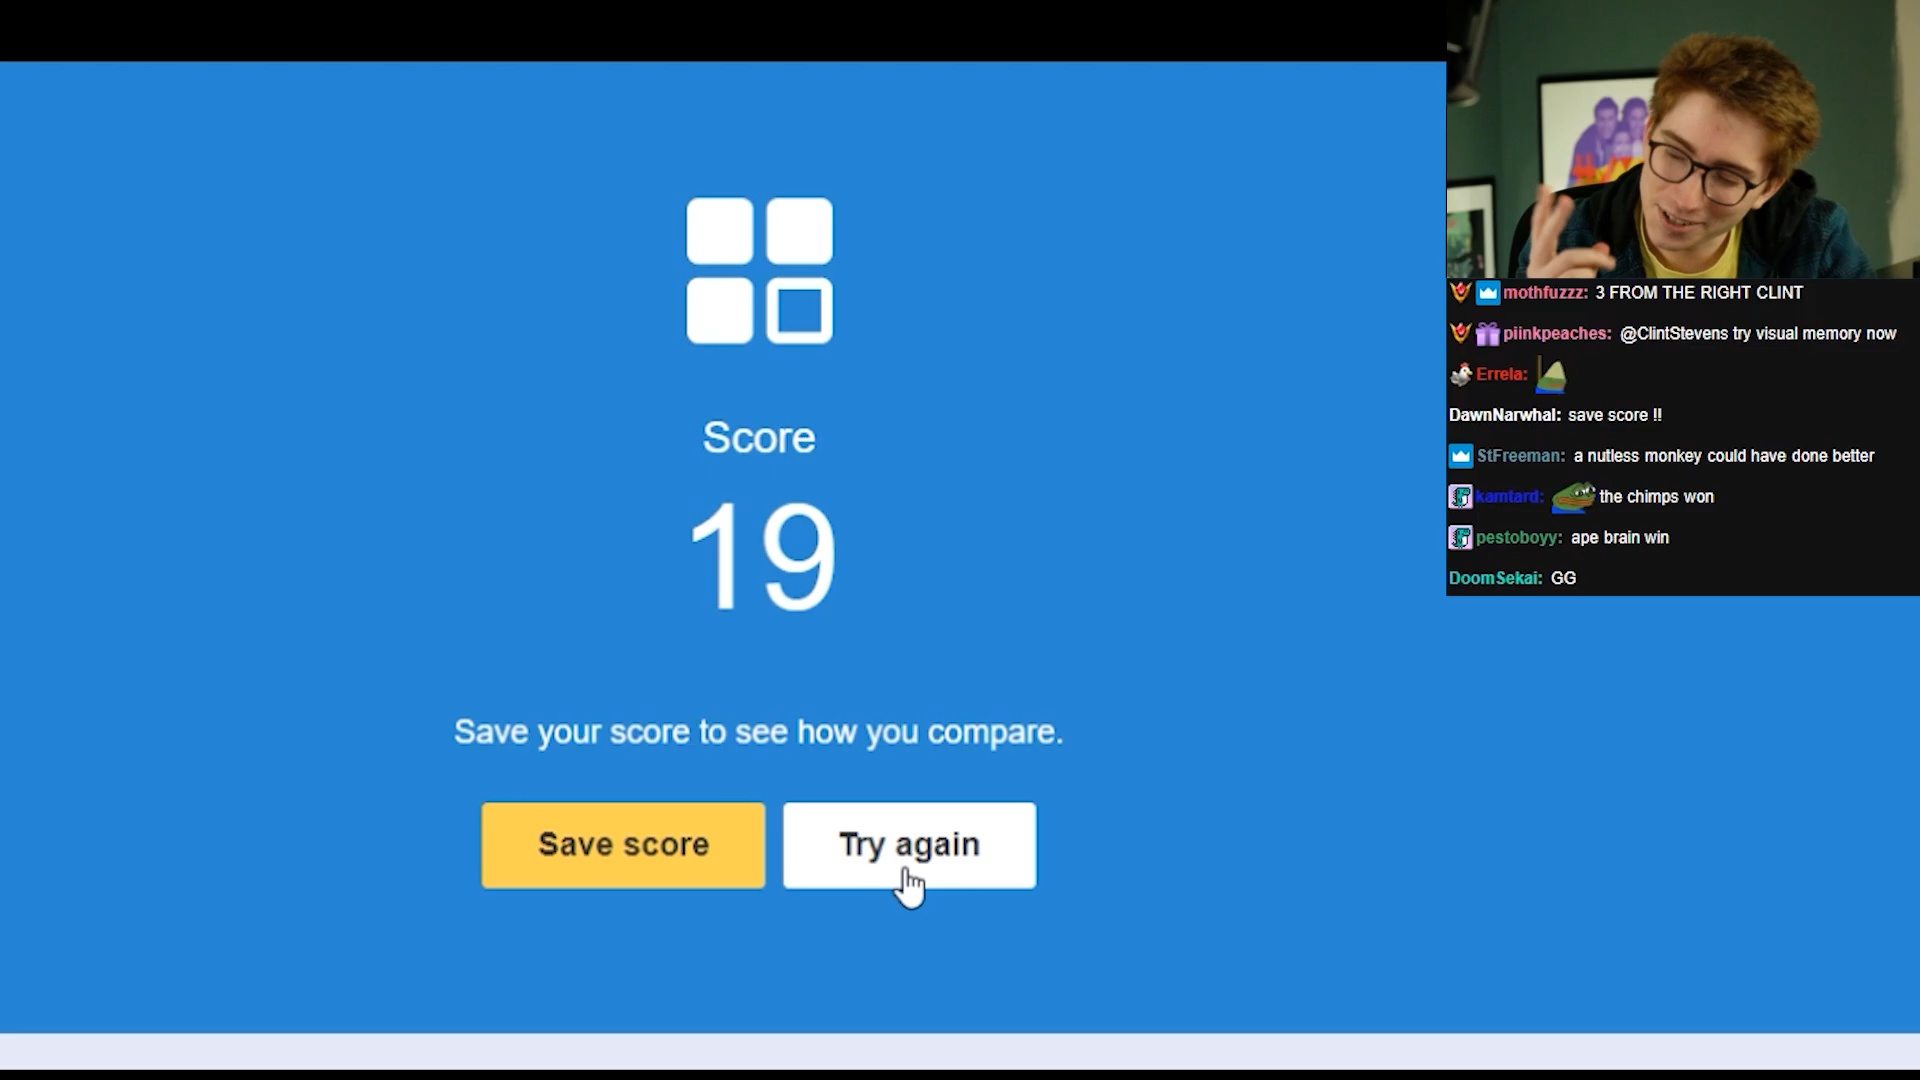 Score
19
Save your score to see how you compare.
Save score
Try again
mothfuzzz: 3 FROM THE RIGHT CLINT
piinkpeaches: @ClintStevens try visual memory now
Errela:
DawnNarwhal: save score !!
StFreeman: a nutless monkey could have done better
kamtard: the chimps won
pestoboyy: ape brain win
DoomSekai: GG